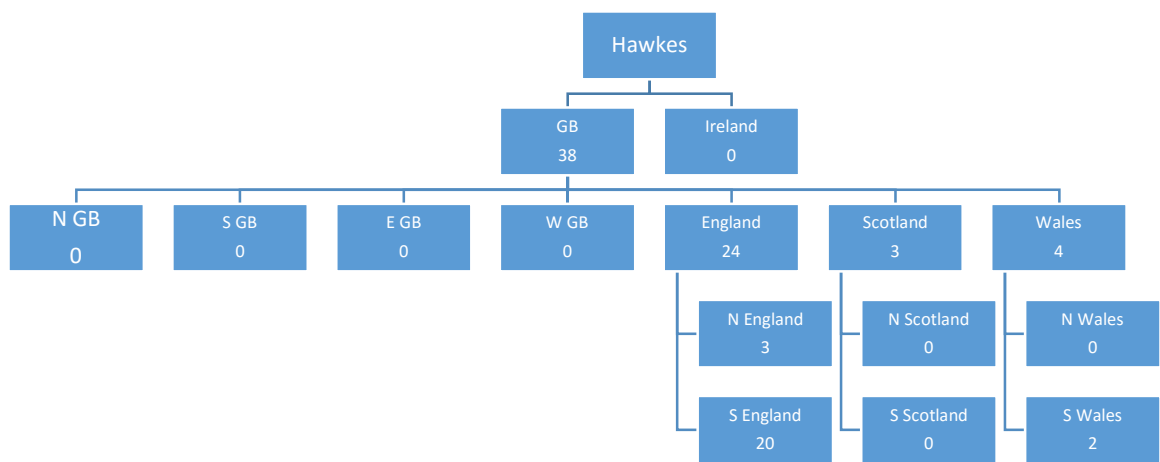 Hawkes
GB
38
Ireland
0
N GB
0
S GB
0
E GB
0
W GB
0
England
24
Scotland
3
Wales
4
N England
3
N Scotland
0
N Wales
0
S England
20
S Scotland
0
S Wales
2